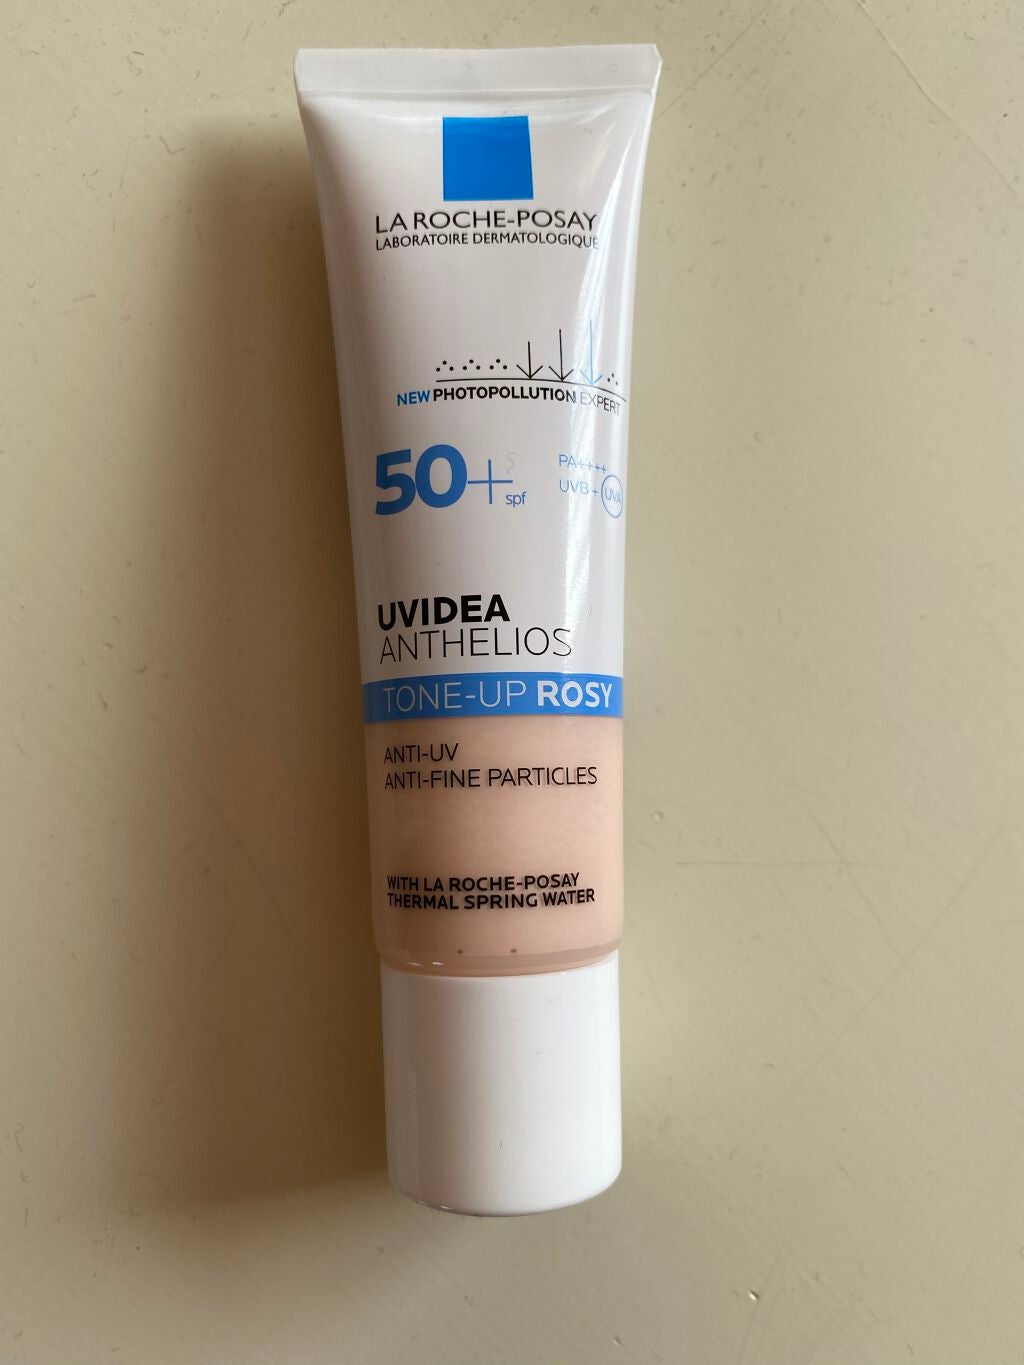 LA ROCHE-POSAY
LABORATOIRE DERMATOLOGIQUE
NEW PHOTOPOLLUTION EXPERT
50+ spf
PA++++
UVB + UVA
UVIDEA
ANTHELIOS
TONE-UP ROSY
ANTI-UV
ANTI-FINE PARTICLES
WITH LA ROCHE-POSAY
THERMAL SPRING WATER